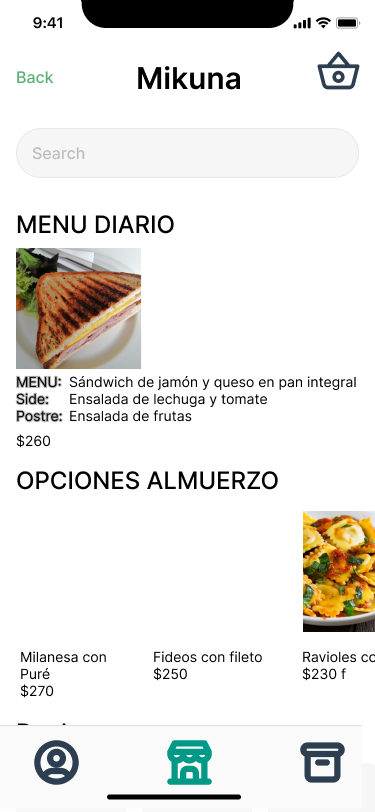 9:41
Back
Mikuna
Search
MENU DIARIO
MENU: Sándwich de jamón y queso en pan integral
Side: Ensalada de lechuga y tomate
Postre: Ensalada de frutas
$260
OPCIONES ALMUERZO
Milanesa con
Puré
$270
Fideos con fileto
$250
Ravioles co
$230 f